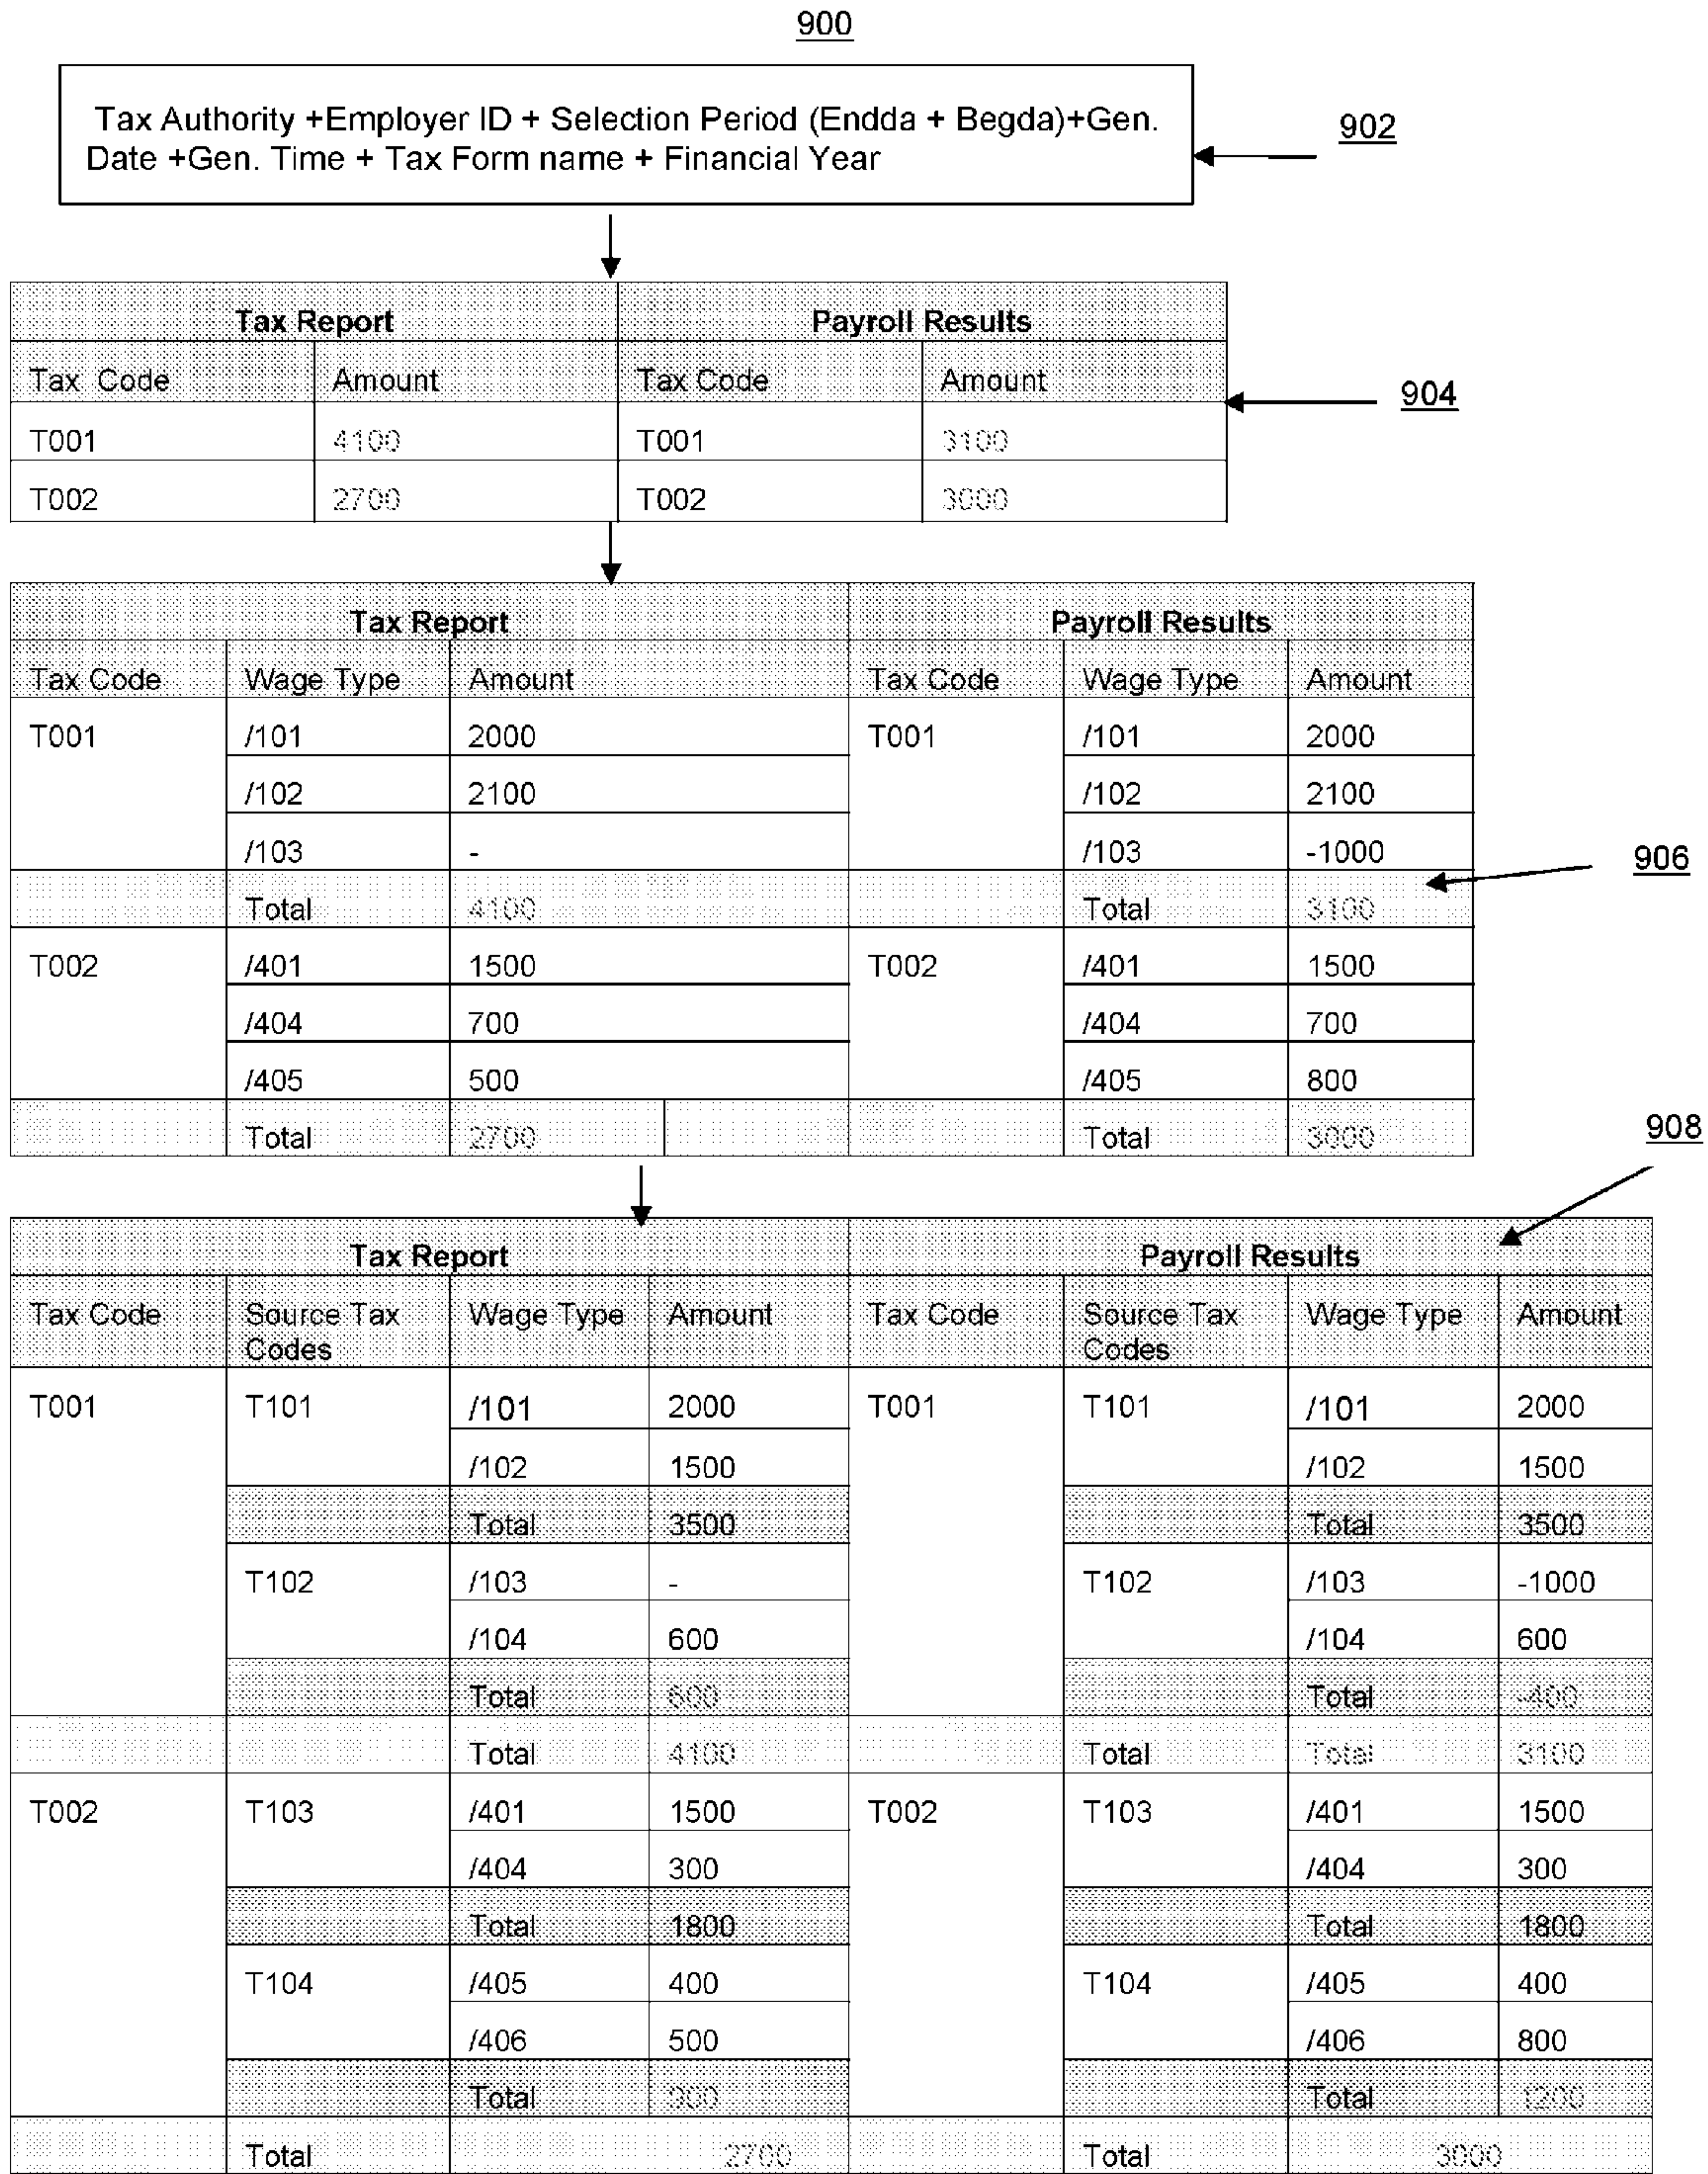 900
Tax Authority +Employer ID + Selection Period (Endda + Begda)+Gen.
Date +Gen. Time + Tax Form name + Financial Year
902
Tax Report Payroll Results
Tax Code Amount Tax Code Amount
904
T001 4100 T001 3100
T002 2700 T002 3000
Tax Report Payroll Results
Tax Code Wage Type Amount Tax Code Wage Type Amount
T001 /101 2000 T001 /101 2000
/102 2100 /102 2100
/103 - /103 -1000
906
Total 4100 Total 3100
T002 /401 1500 T002 /401 1500
/404 700 /404 700
/405 500 /405 800
Total 2700 Total 3000
908
Tax Report Payroll Results
Tax Code Source Tax Codes Wage Type Amount Tax Code Source Tax Codes Wage Type Amount
T001 T101 /101 2000 T001 T101 /101 2000
/102 1500 /102 1500
Total 3500 Total 3500
T102 /103 - T102 /103 -1000
/104 600 /104 600
Total 600 Total -400
Total 4100 Total Total 3100
T002 T103 /401 1500 T002 T103 /401 1500
/404 300 /404 300
Total 1800 Total 1800
T104 /405 400 T104 /405 400
/406 500 /406 800
Total 900 Total 1200
Total 2700 Total 3000